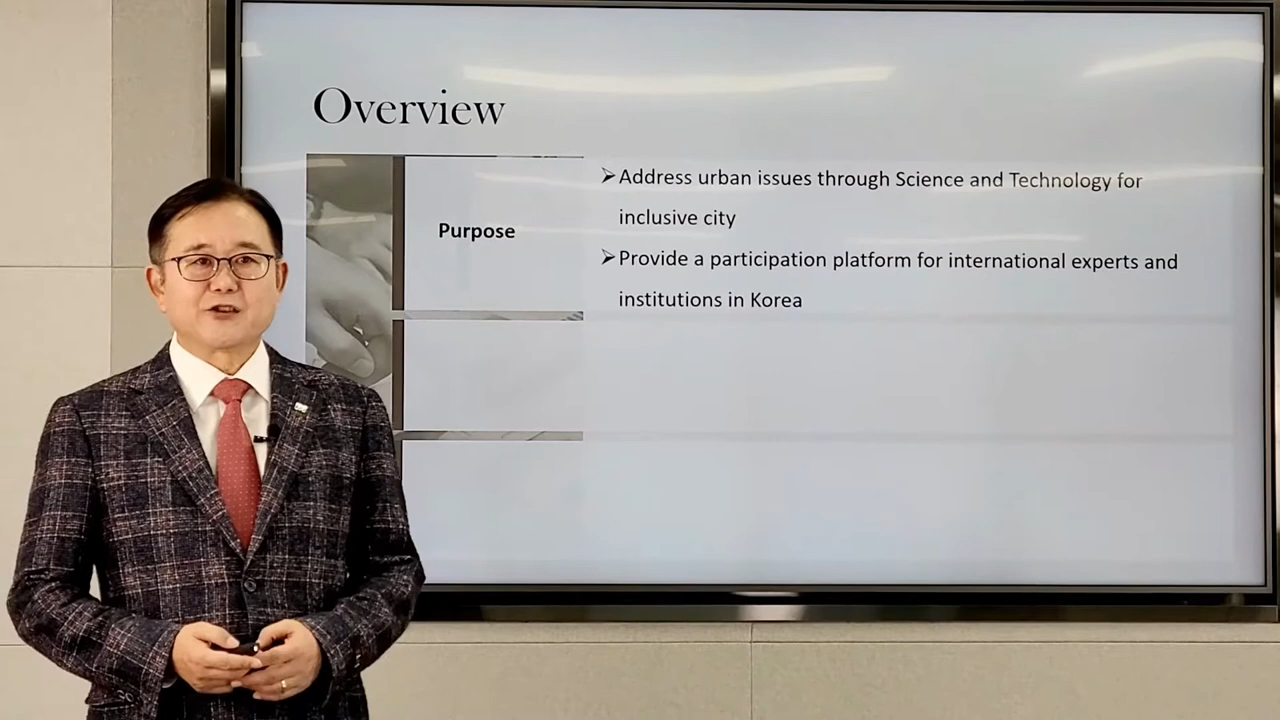 Overview
Purpose
➢Address urban issues through Science and Technology for
inclusive city
➢Provide a participation platform for international experts and
institutions in Korea